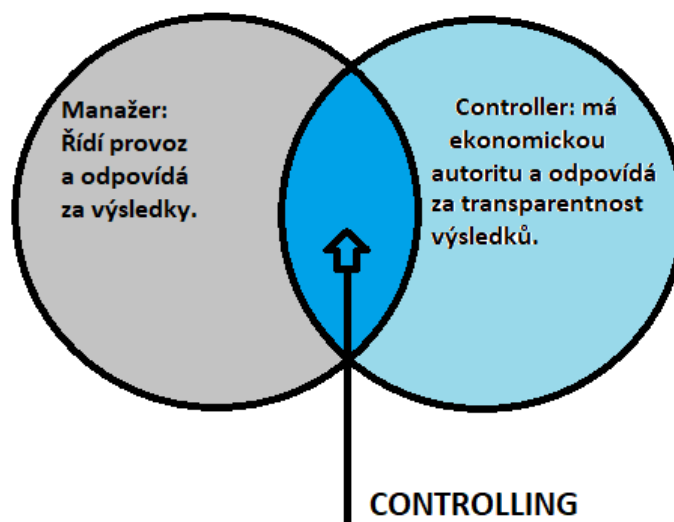 Manažer:
Řídí provoz
a odpovídá
za výsledky.
Controller: má
ekonomickou
autoritu a odpovídá
za transparentnost
výsledků.
CONTROLLING